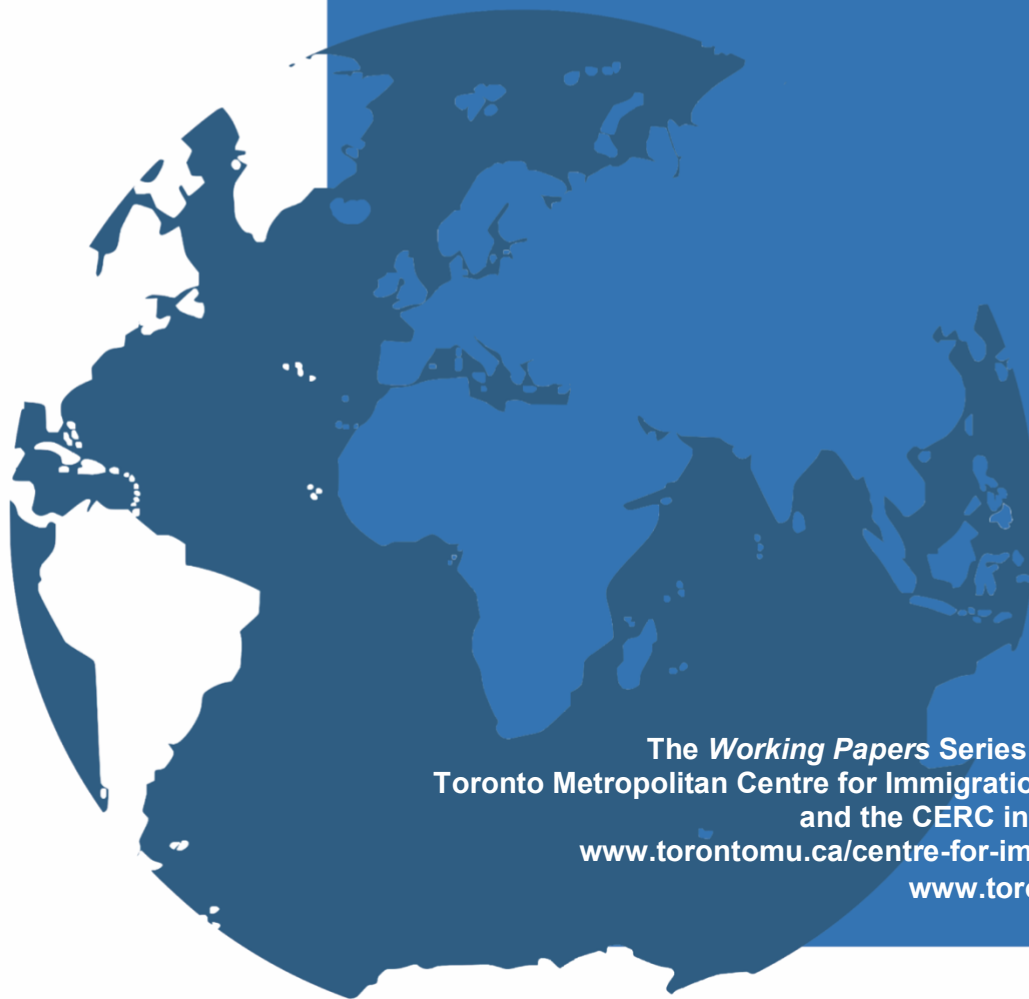 The Working Papers Series
Toronto Metropolitan Centre for
and the CERC in
www.torontomu.ca/centre-for-im
www.toro